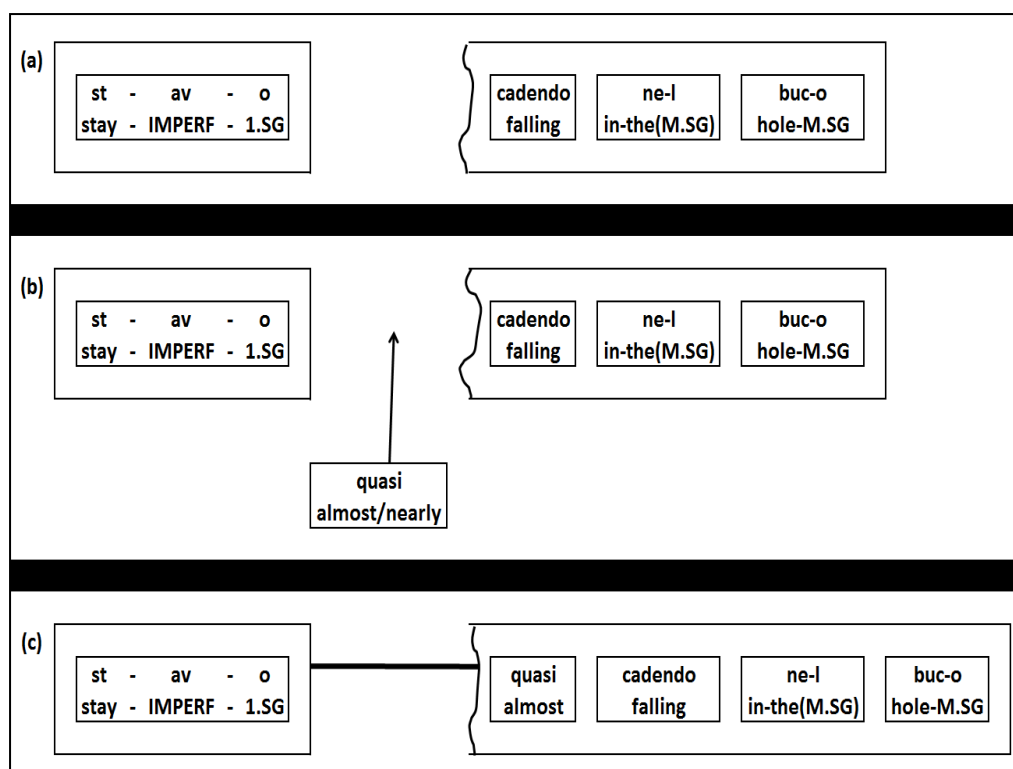 (a)
st - av - o cadendo ne-l buc-o
stay - IMPERF - 1.SG falling in-the(M.SG) hole-M.SG
(b)
st - av - o cadendo ne-l buc-o
stay - IMPERF - 1.SG falling in-the(M.SG) hole-M.SG
quasi
almost/nearly
(c)
st - av - o quasi cadendo ne-l buc-o
stay - IMPERF - 1.SG almost falling in-the(M.SG) hole-M.SG